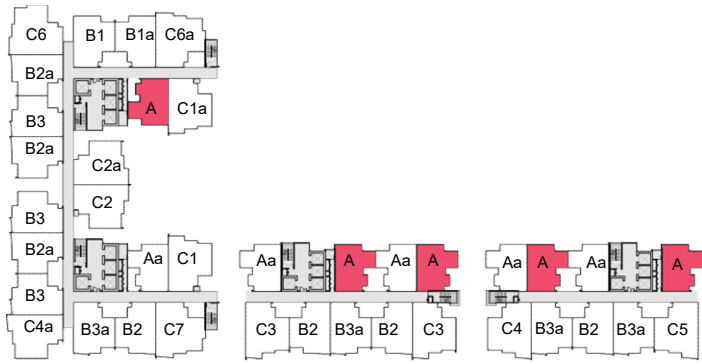 C6 B1 B1a C6a
B2a
A C1a
B3
B2a
C2a
C2
B3
B2a Aa C1 Aa A Aa A Aa A Aa A
B3
C4a B3a B2 C7 C3 B2 B3a B2 C3 C4 B3a B2 B3a C5